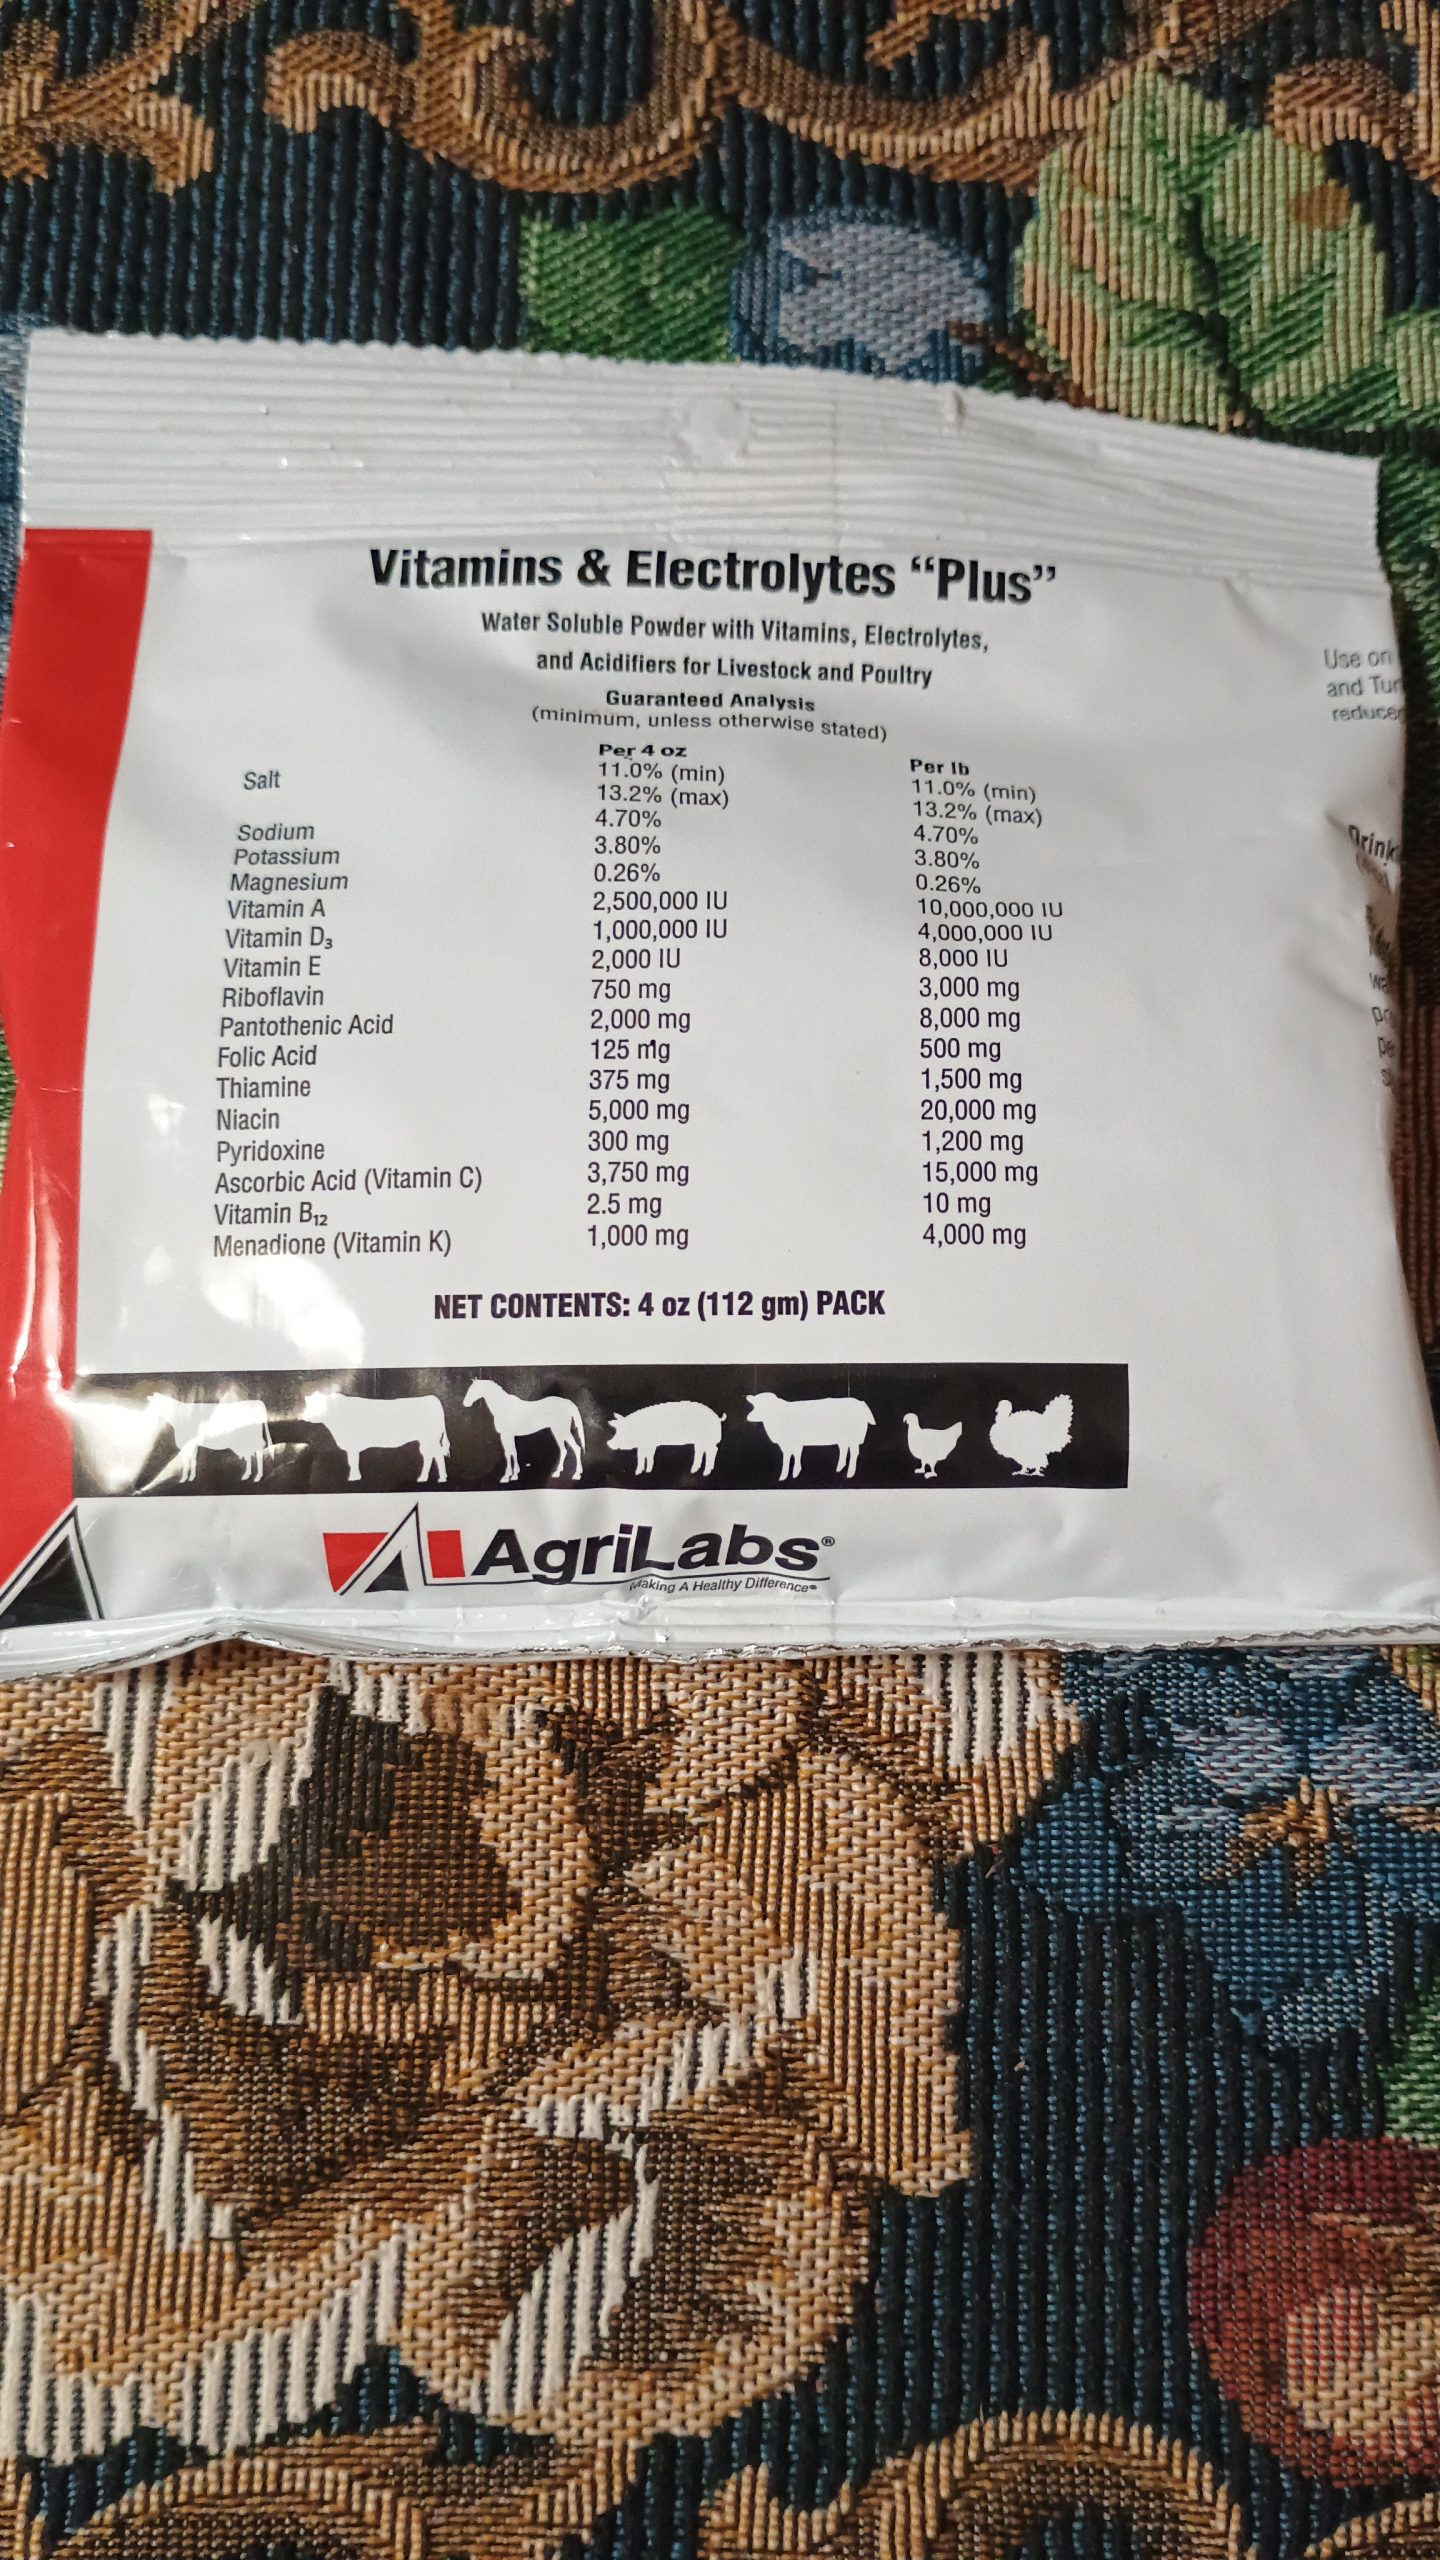 Vitamins & Electrolytes “Plus”
Water Soluble Powder with Vitamins, Electrolytes,
and Acidifiers for Livestock and Poultry
Guaranteed Analysis
(minimum, unless otherwise stated)
Per 4 oz Per lb
Salt 11.0% (min) 11.0% (min)
13.2% (max) 13.2% (max)
Sodium 4.70% 4.70%
Potassium 3.80% 3.80%
Magnesium 0.26% 0.26%
Vitamin A 2,500,000 IU 10,000,000 IU
Vitamin D₃ 1,000,000 IU 4,000,000 IU
Vitamin E 2,000 IU 8,000 IU
Riboflavin 750 mg 3,000 mg
Pantothenic Acid 2,000 mg 8,000 mg
Folic Acid 125 mg 500 mg
Thiamine 375 mg 1,500 mg
Niacin 5,000 mg 20,000 mg
Pyridoxine 300 mg 1,200 mg
Ascorbic Acid (Vitamin C) 3,750 mg 15,000 mg
Vitamin B₁₂ 2.5 mg 10 mg
Menadione (Vitamin K) 1,000 mg 4,000 mg
NET CONTENTS: 4 oz (112 gm) PACK
AgriLabs®
Making A Healthy Difference®
Use on
and